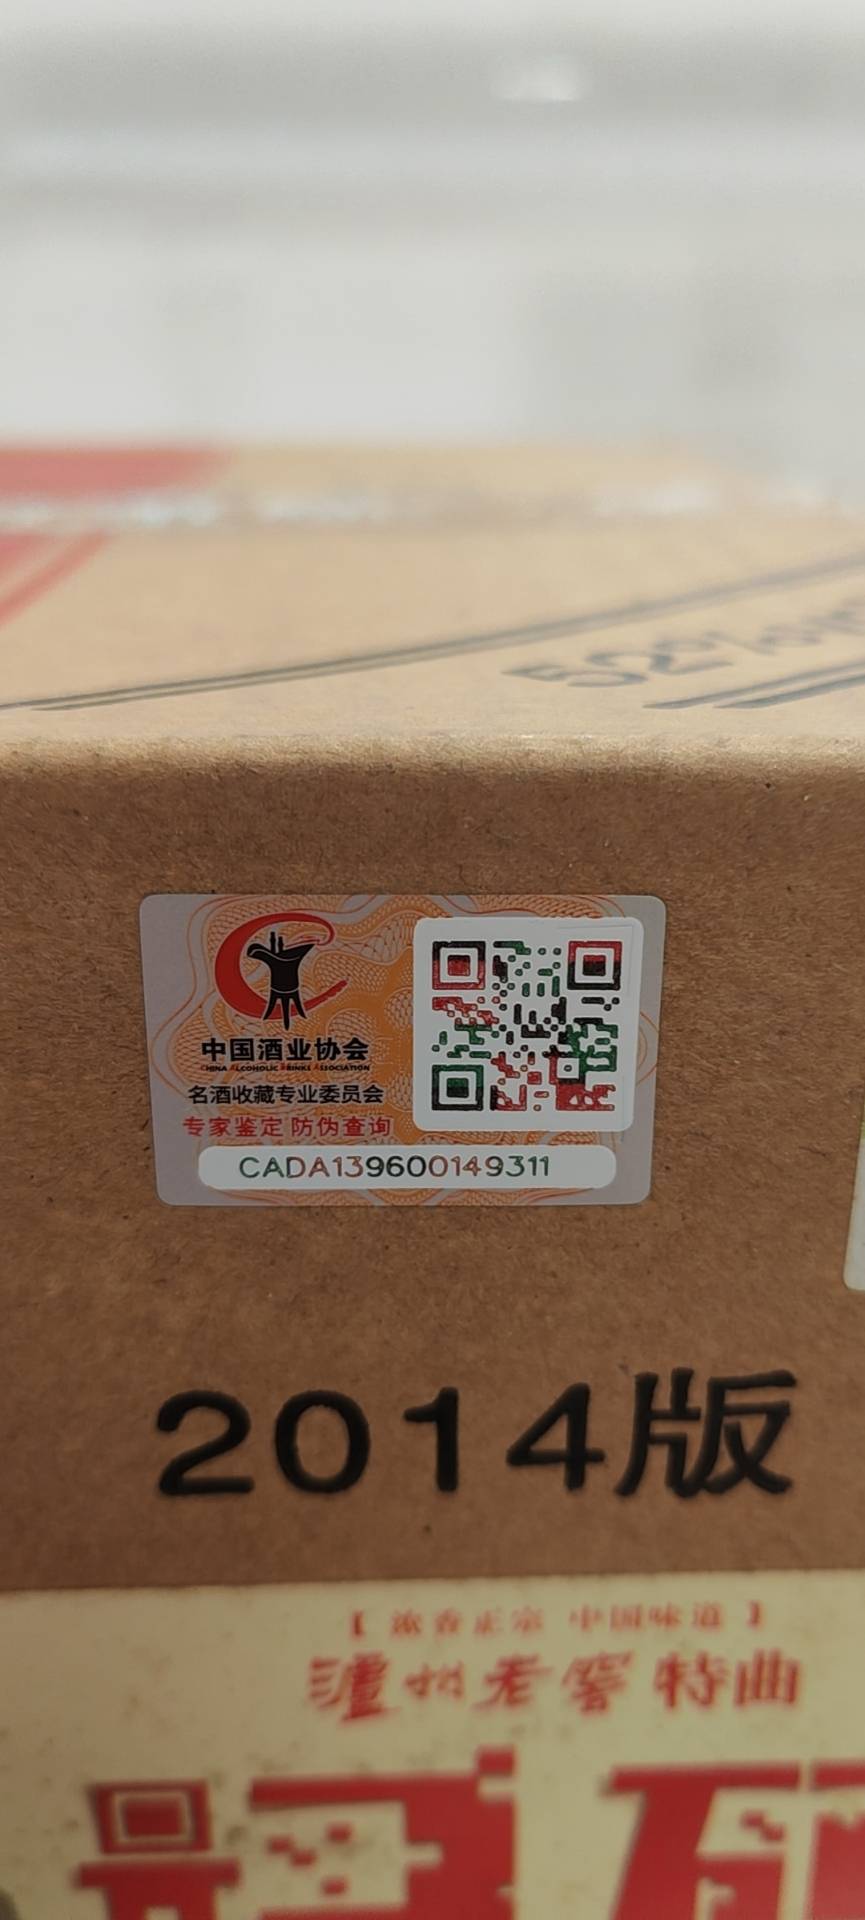 52%
中国酒业协会
CHINA ALCOHOLIC DRINKS ASSOCIATION
名酒收藏专业委员会
专家鉴定 防伪查询
CADA139600149311
2014版
【 浓香正宗 中国味道 】
泸州老窖 特曲